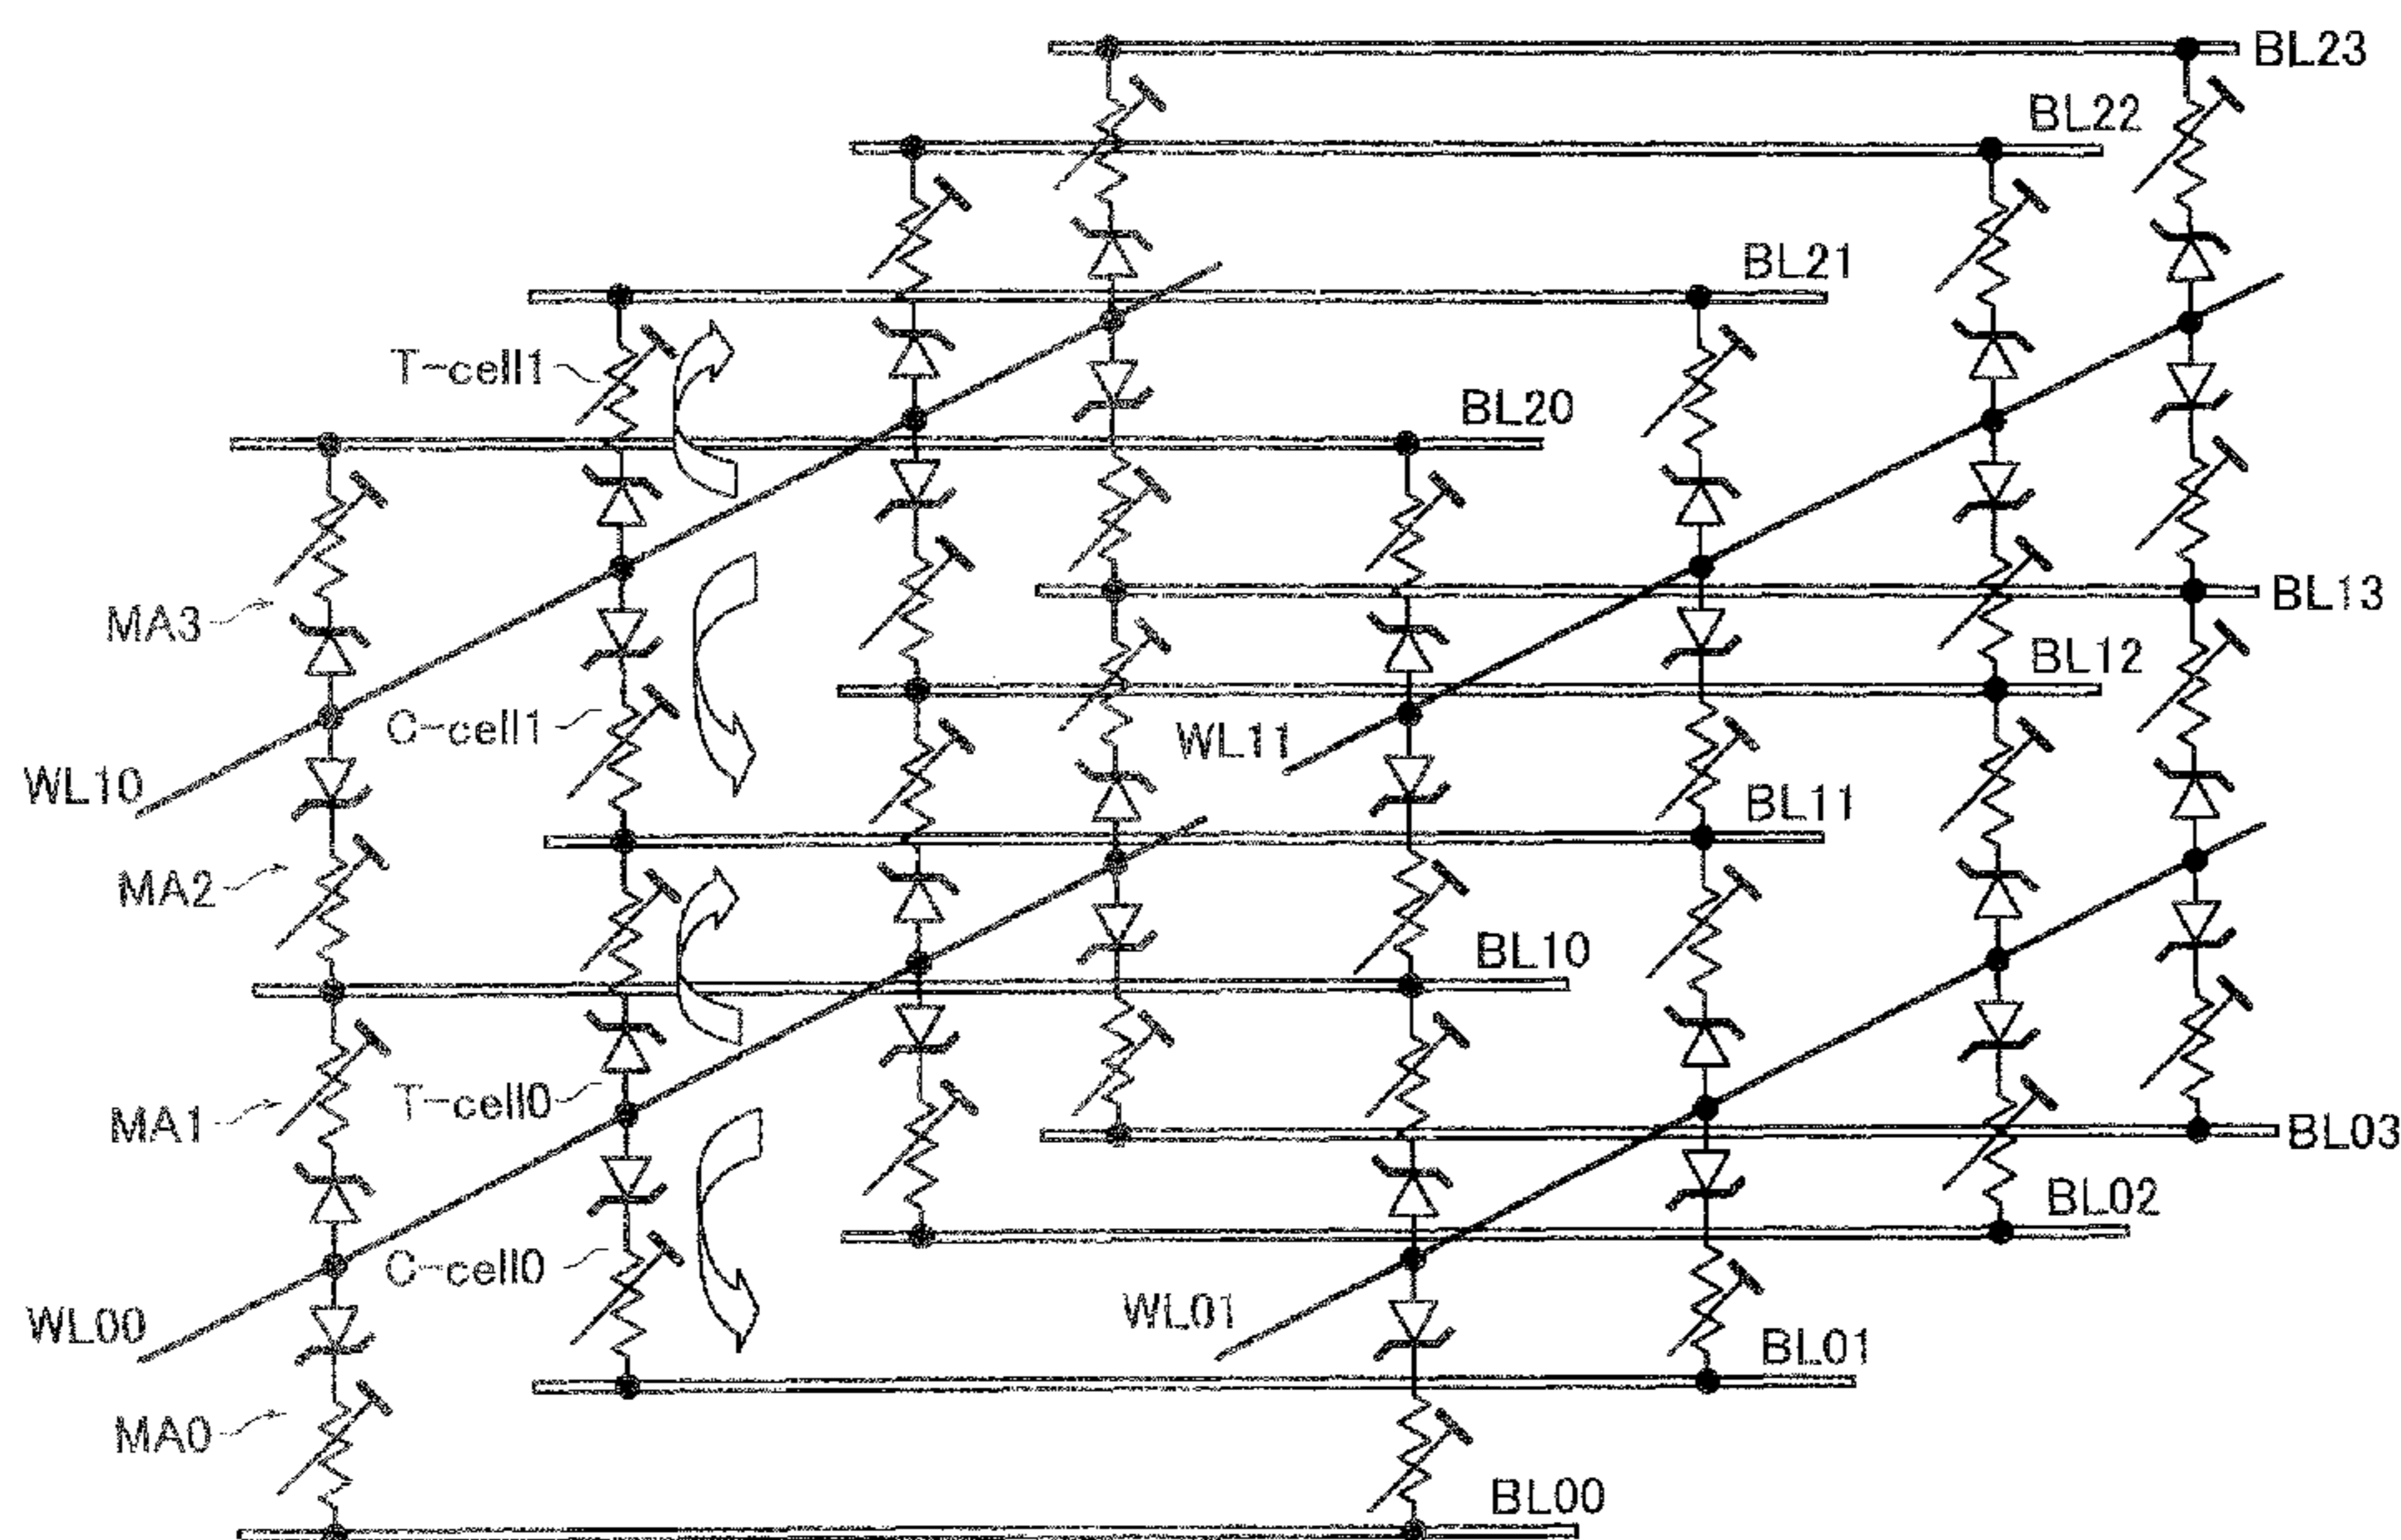 BL23
BL22
BL21
T-cell1
BL20
MA3
BL13
BL12
C-cell1
WL11
WL10
BL11
MA2
BL10
T-cell0
MA1
BL03
BL02
C-cell0
WL00
WL01
BL01
MA0
BL00